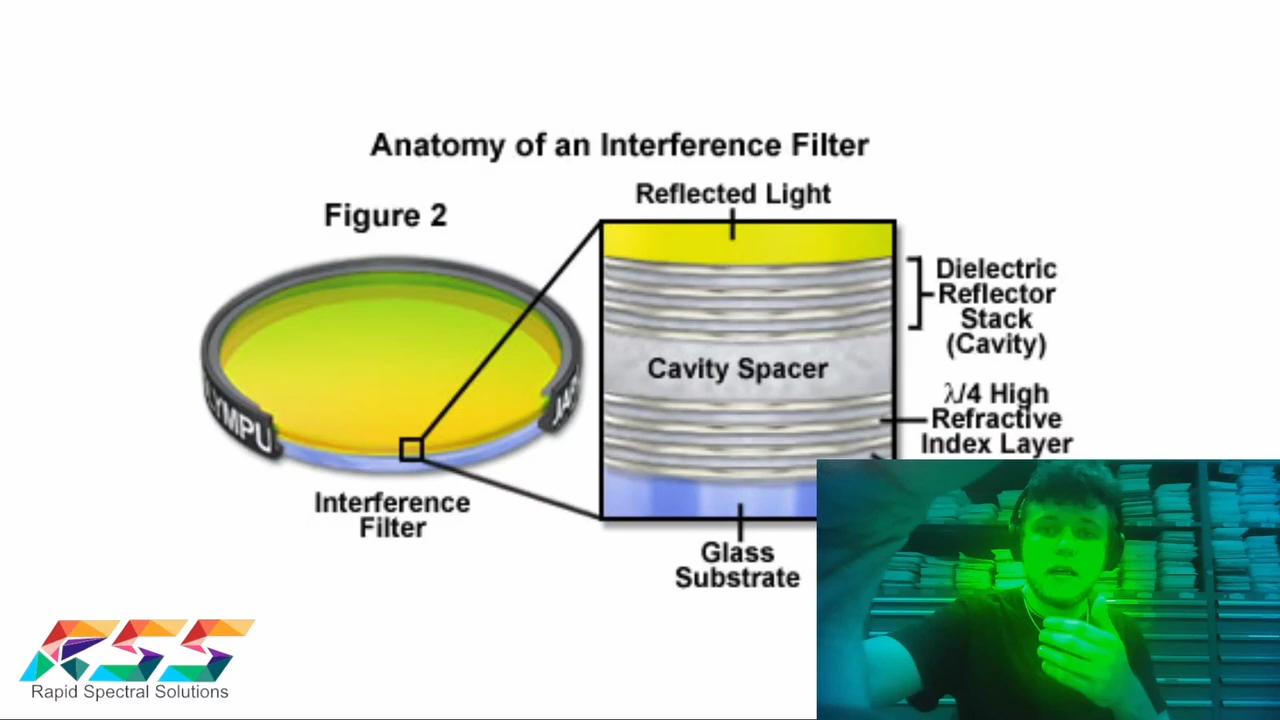 Anatomy of an Interference Filter
Reflected Light
Figure 2
Dielectric
Reflector
Stack
(Cavity)
Cavity Spacer
λ/4 High
Refractive
Index Layer
Interference
Filter
Glass
Substrate
RSS
Rapid Spectral Solutions